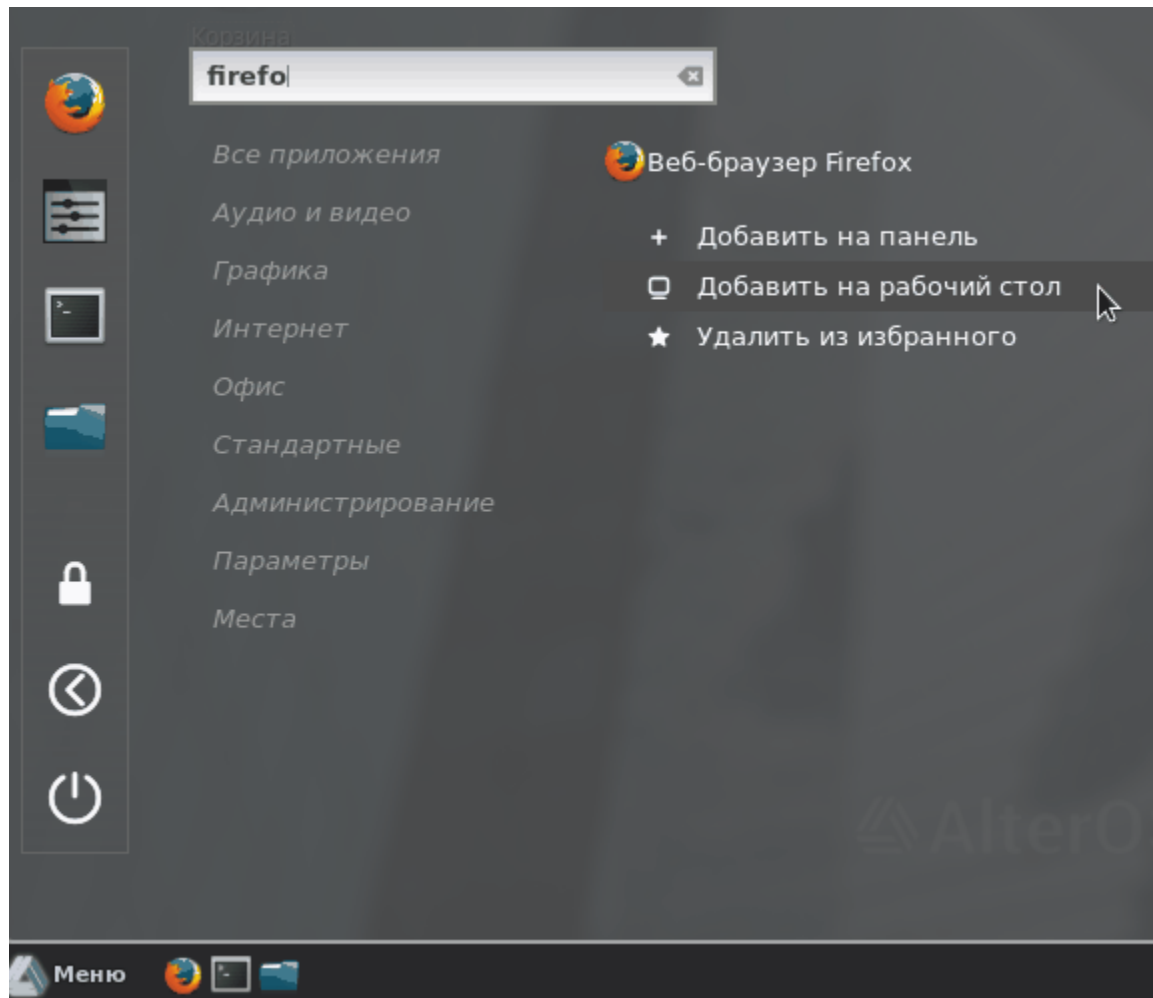 Корзина
firefo
Все приложения
Аудио и видео
Графика
Интернет
Офис
Стандартные
Администрирование
Параметры
Места
Веб-браузер Firefox
Добавить на панель
Добавить на рабочий стол
Удалить из избранного
AlterO
Меню